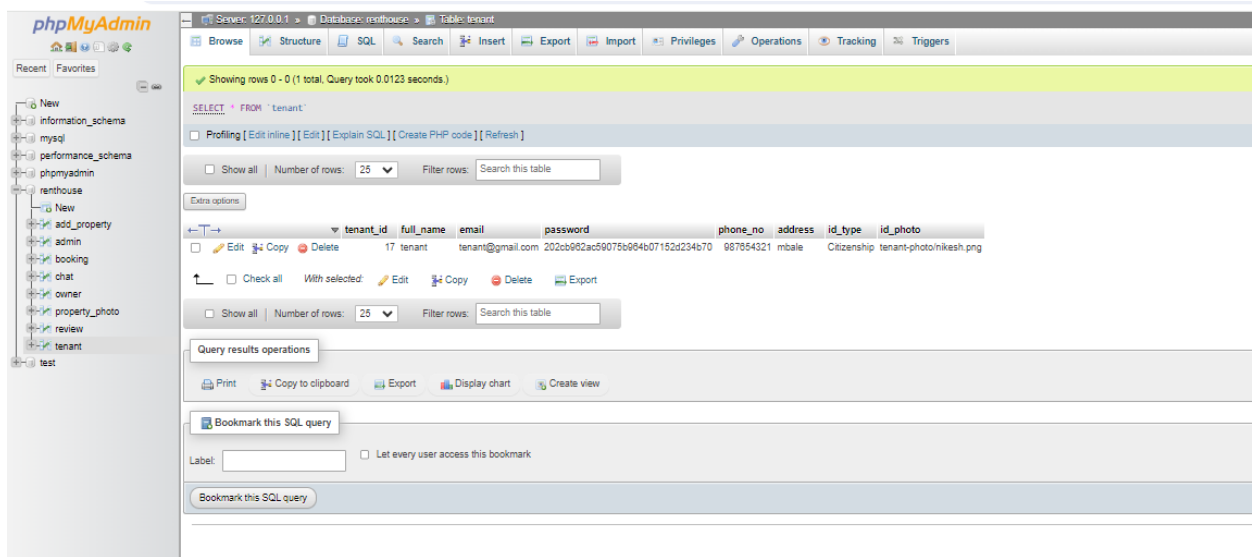 phpMyAdmin
Recent Favorites
New
information_schema
mysql
performance_schema
phpmyadmin
renthouse
New
add_property
admin
booking
chat
owner
property_photo
review
tenant
test
Server: 127.0.0.1 » Database: renthouse » Table: tenant
Browse Structure SQL Search Insert Export Import Privileges Operations Tracking Triggers
Showing rows 0 - 0 (1 total, Query took 0.0123 seconds.)
SELECT * FROM `tenant`
Profiling [ Edit inline ] [ Edit ] [ Explain SQL ] [ Create PHP code ] [ Refresh ]
Show all | Number of rows: 25 Filter rows: Search this table
Extra options
←T→ tenant_id full_name email password phone_no address id_type id_photo
Edit Copy Delete 17 tenant tenant@gmail.com 202cb962ac59075b964b07152d234b70 987654321 mbale Citizenship tenant-photo/nikesh.png
Check all With selected: Edit Copy Delete Export
Show all | Number of rows: 25 Filter rows: Search this table
Query results operations
Print Copy to clipboard Export Display chart Create view
Bookmark this SQL query
Label: Let every user access this bookmark
Bookmark this SQL query